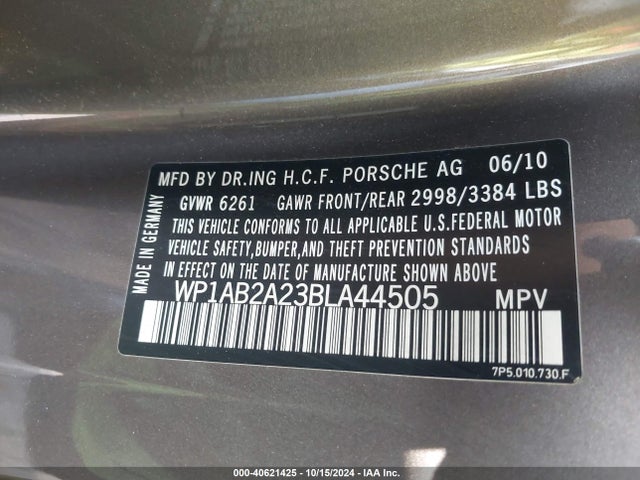 MFD BY DR.ING H.C.F. PORSCHE AG 06/10
GVWR 6261 GAWR FRONT/REAR 2998/3384 LBS
THIS VEHICLE CONFORMS TO ALL APPLICABLE U.S.FEDERAL MOTOR
VEHICLE SAFETY,BUMPER,AND THEFT PREVENTION STANDARDS
IN EFFECT ON THE DATE OF MANUFACTURE SHOWN ABOVE
WP1AB2A23BLA44505 MPV
MADE IN GERMANY
7P5.010.730.F
000-40621425 - 10/15/2024 - IAA Inc.